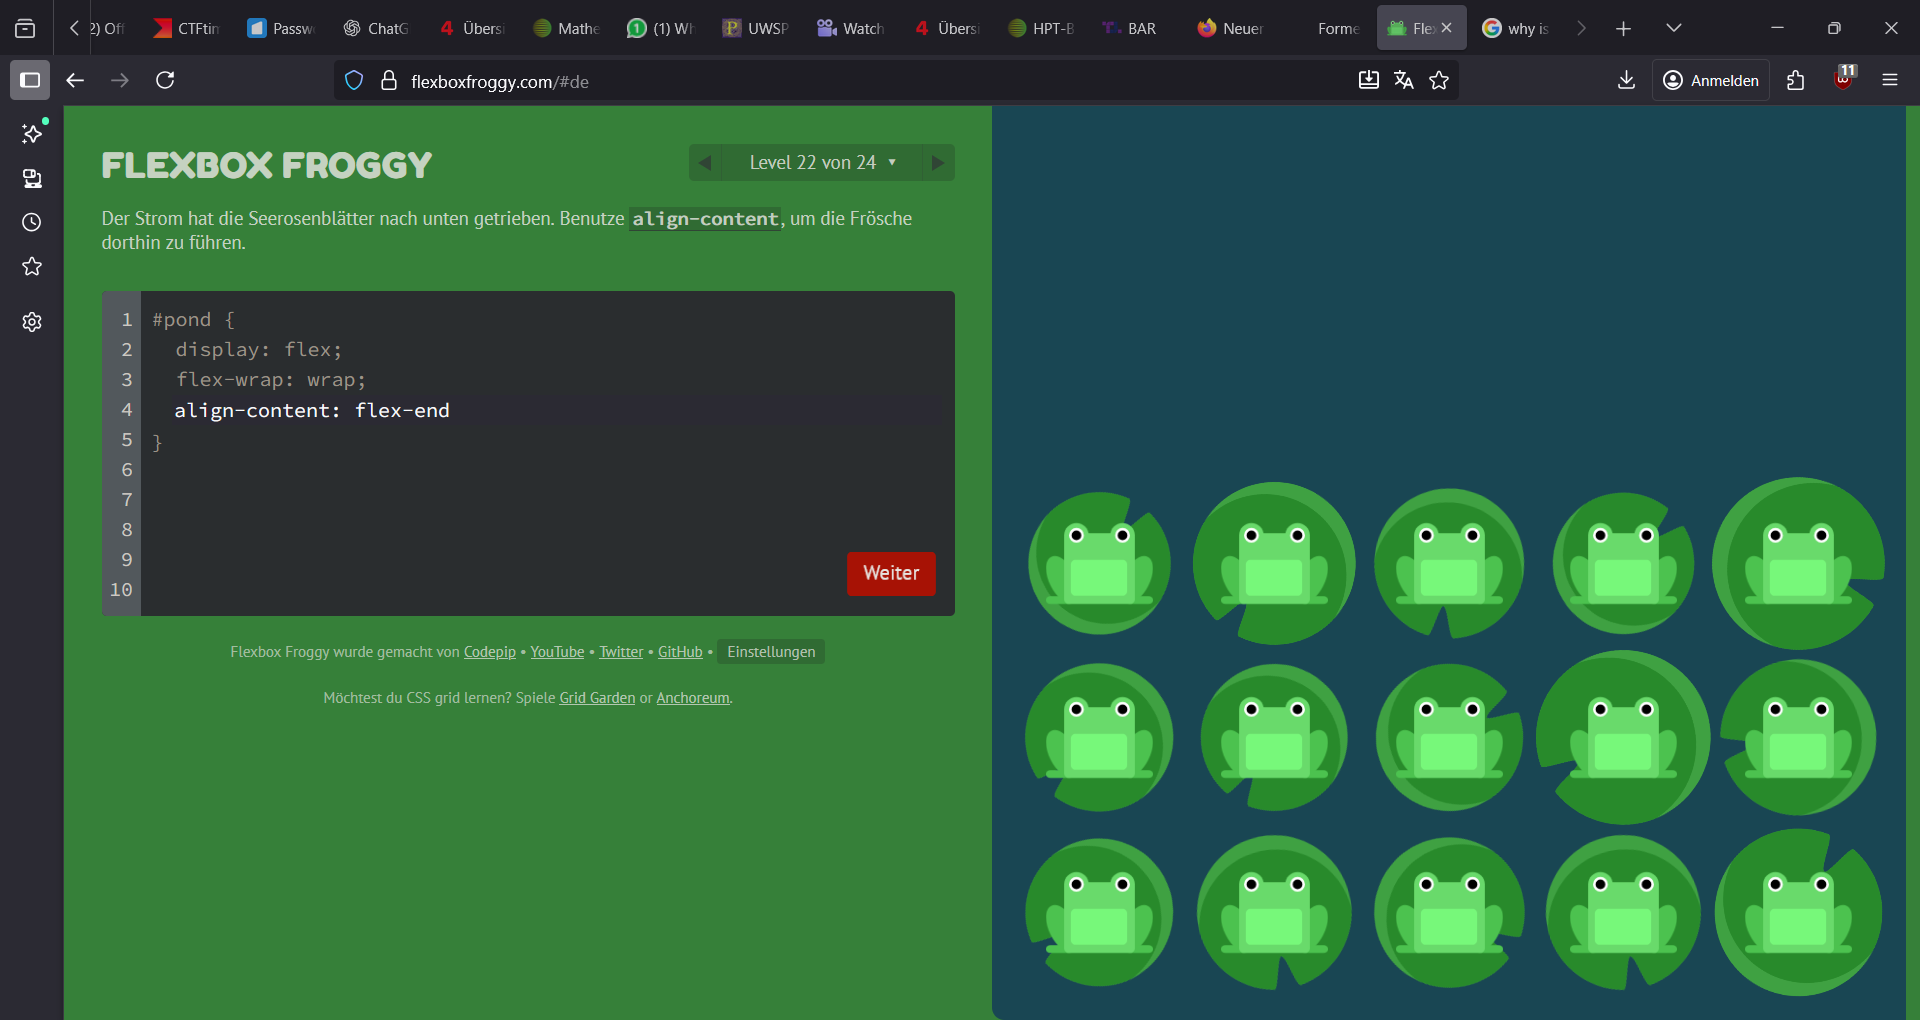 2) Off CTFtim Passw ChatG Übersi Mathe (1) Wh UWSP Watch Übersi HPT-B BAR Neuer Forme Flex why is
flexboxfroggy.com/#de Anmelden 11
FLEXBOX FROGGY
Level 22 von 24
Der Strom hat die Seerosenblätter nach unten getrieben. Benutze align-content, um die Frösche
dorthin zu führen.
1 #pond {
2 display: flex;
3 flex-wrap: wrap;
4 align-content: flex-end
5 }
6
7
8
9
10
Weiter
Flexbox Froggy wurde gemacht von Codepip • YouTube • Twitter • GitHub • Einstellungen
Möchtest du CSS grid lernen? Spiele Grid Garden or Anchoreum.